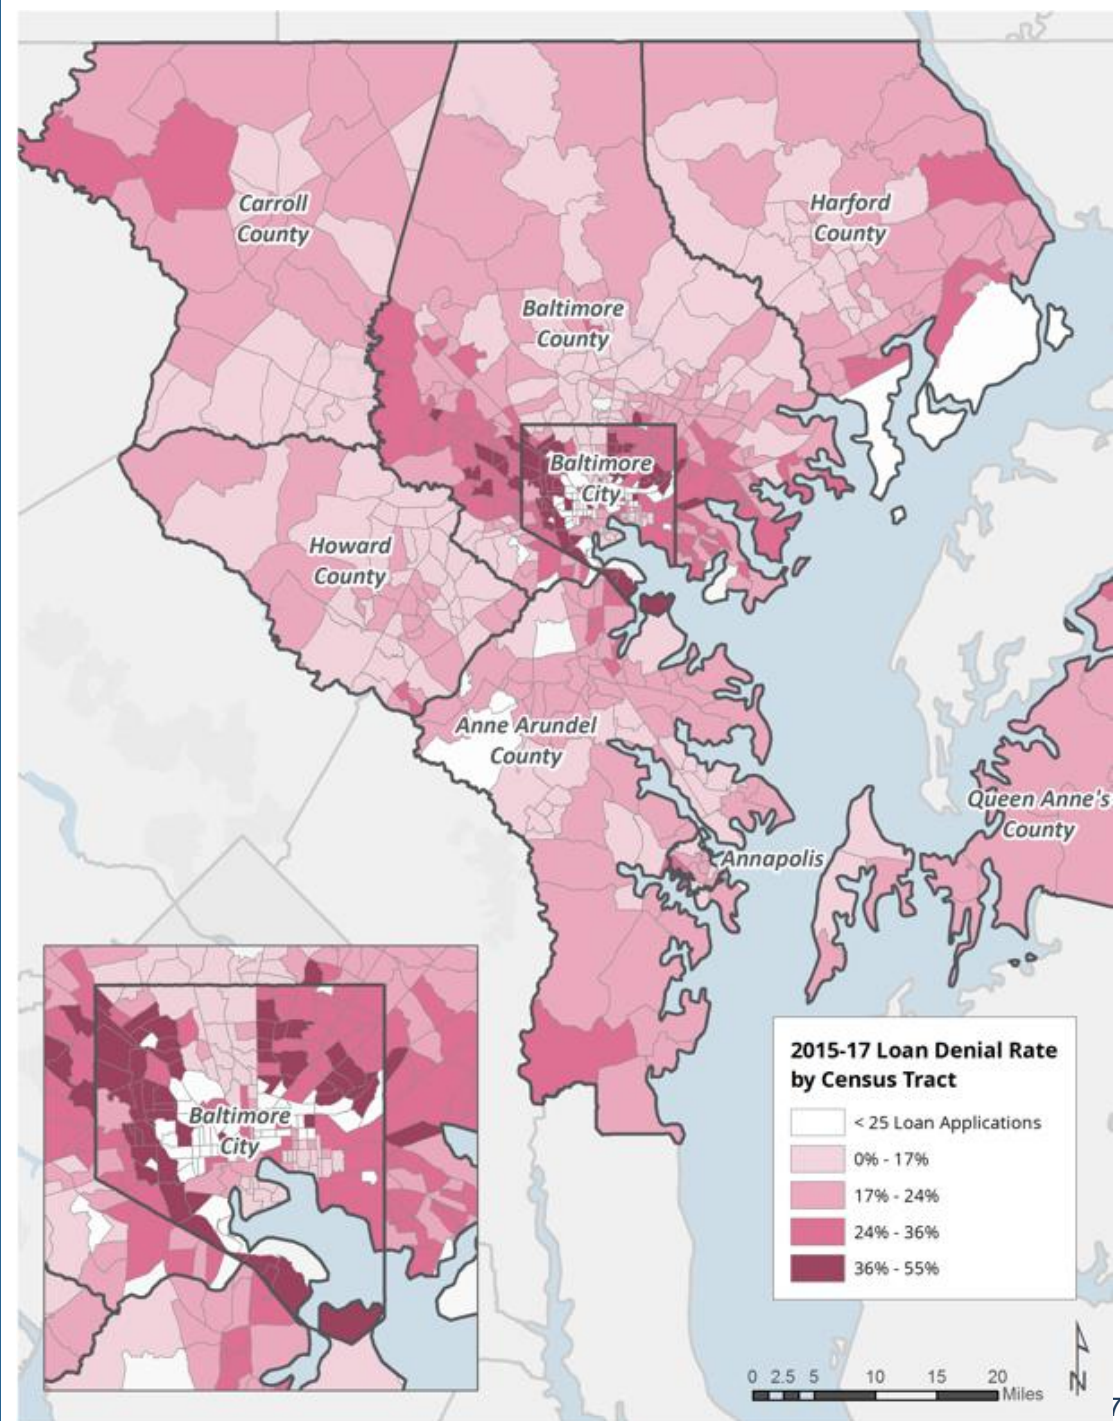 Carroll
County
Harford
County
Baltimore
County
Baltimore
City
Howard
County
Anne Arundel
County
Queen Anne's
County
Annapolis
Baltimore
City
2015-17 Loan Denial Rate
by Census Tract
< 25 Loan Applications
0% - 17%
17% - 24%
24% - 36%
36% - 55%
0 2.5 5 10 15 20
Miles
N
7